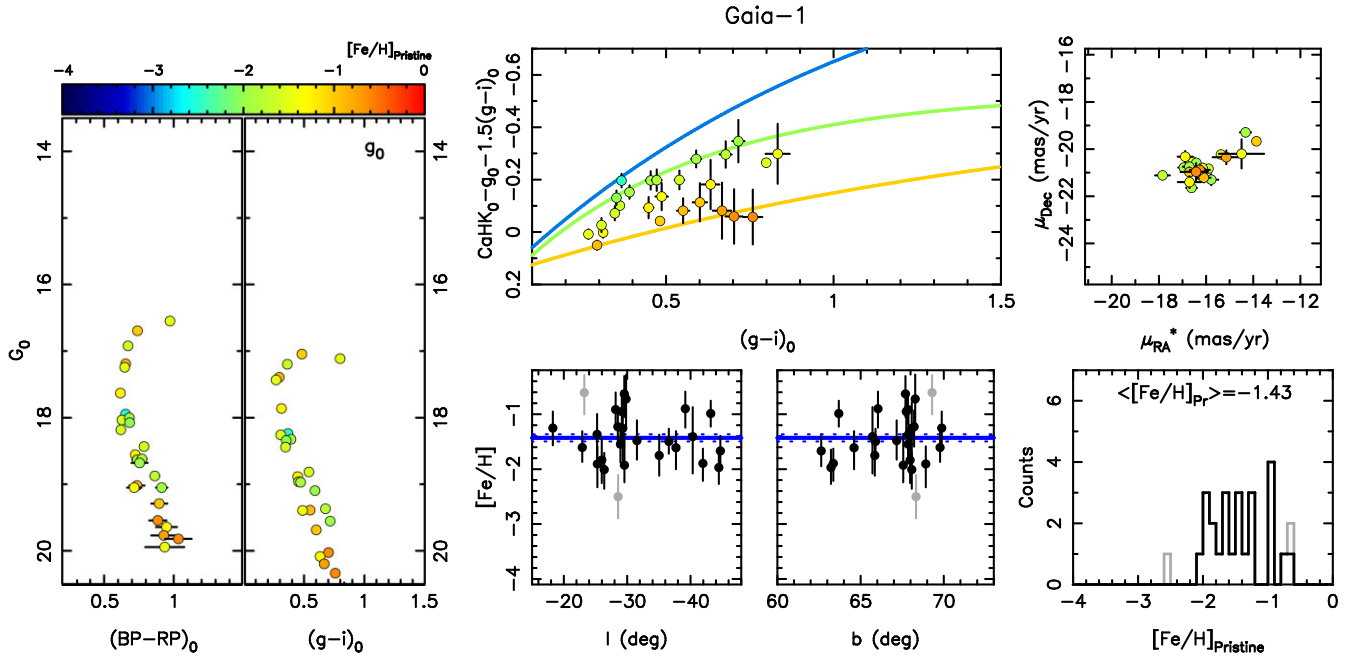 Gaia-1
[Fe/H]Pristine
-4 -3 -2 -1 0
g0
14 16 18 20
G0
14 16 18 20
0.5 1
0.5 1 1.5
(BP-RP)0
(g-i)0
CaHK0-g0-1.5(g-i)0
-0.6 -0.4 -0.2 0 0.2
0.5 1 1.5
(g-i)0
μDec (mas/yr)
-16 -18 -20 -22 -24
-20 -18 -16 -14 -12
μRA* (mas/yr)
[Fe/H]
-1 -2 -3 -4
-20 -30 -40
l (deg)
60 65 70
b (deg)
<[Fe/H]Pr>=-1.43
Counts
0 2 4 6
-4 -3 -2 -1 0
[Fe/H]Pristine